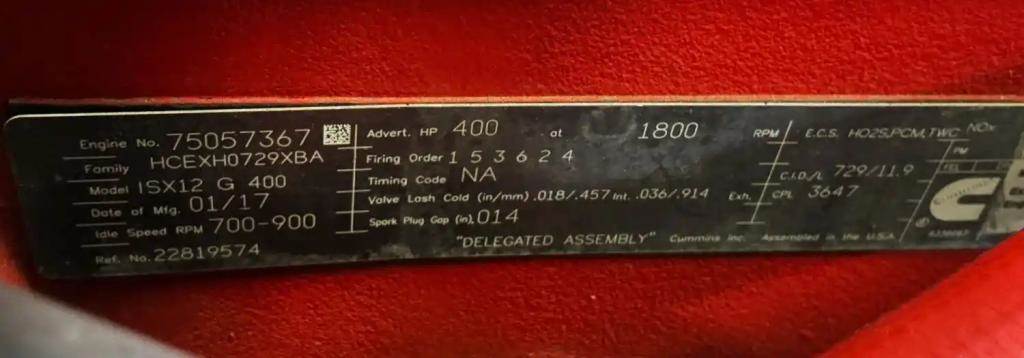 Engine No. 75057367
Family HCEXH0729XBA
Model ISX12 G 400
Date of Mfg. 01/17
Idle Speed RPM 700-900
Ref. No. 22819574
Advert. HP 400 at 1800 RPM
Firing Order 1 5 3 6 2 4
Timing Code NA
Valve Lash Cold (in/mm) .018/.457 Int. .036/.914 Exh.
Spark Plug Gap (in) .014
"DELEGATED ASSEMBLY" Cummins Inc. Assembled in the U.S.A.
E.C.S. HO2S,PCM,TWC
C.I.D./L 729/11.9
CPL 3647
NOx
PM
FEL